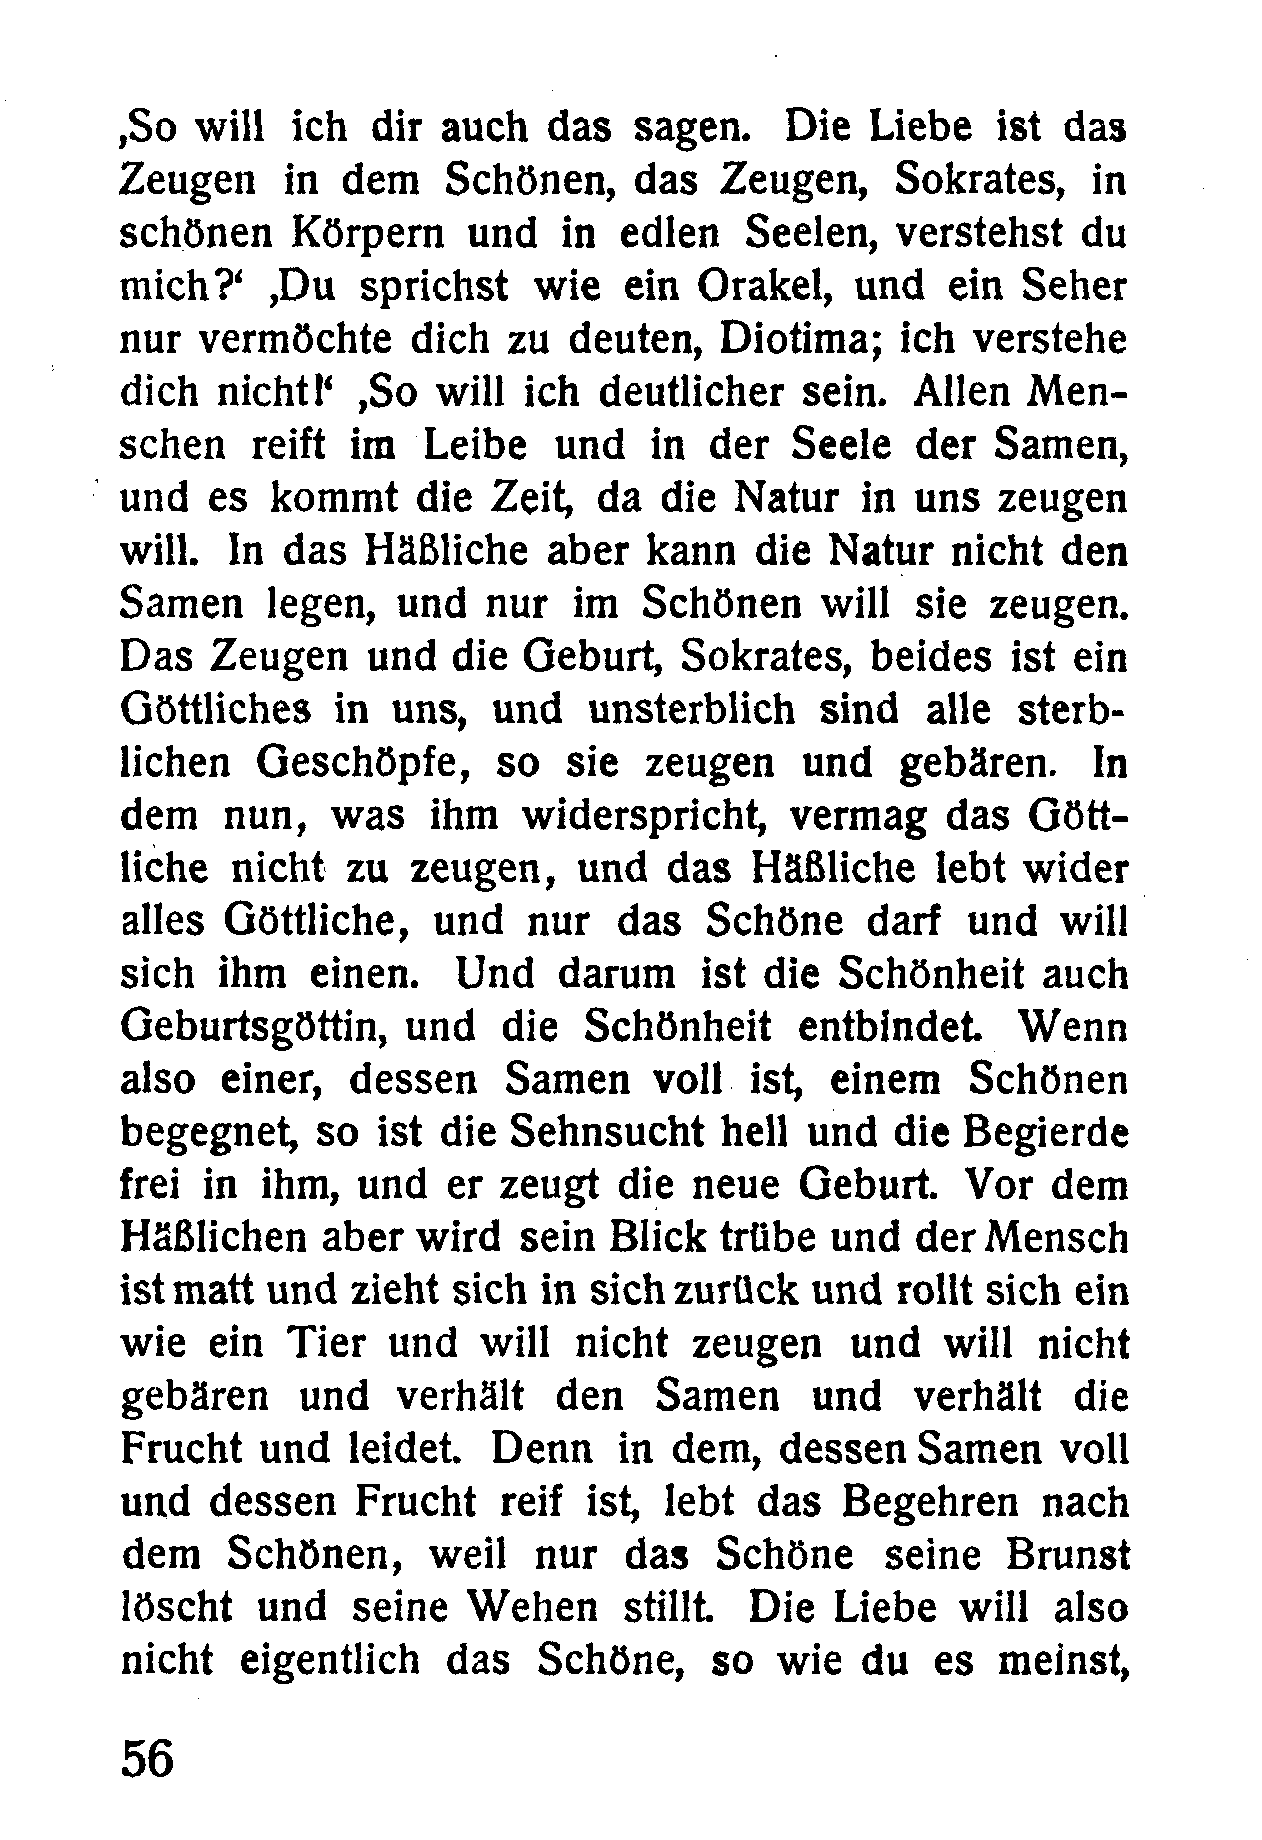 ‚So will ich dir auch das sagen. Die Liebe ist das
Zeugen in dem Schönen, das Zeugen, Sokrates, in
schönen Körpern und in edlen Seelen, verstehst du
mich?‘ ‚Du sprichst wie ein Orakel, und ein Seher
nur vermöchte dich zu deuten, Diotima; ich verstehe
dich nicht!‘ ‚So will ich deutlicher sein. Allen Men-
schen reift im Leibe und in der Seele der Samen,
und es kommt die Zeit, da die Natur in uns zeugen
will. In das Häßliche aber kann die Natur nicht den
Samen legen, und nur im Schönen will sie zeugen.
Das Zeugen und die Geburt, Sokrates, beides ist ein
Göttliches in uns, und unsterblich sind alle sterb-
lichen Geschöpfe, so sie zeugen und gebären. In
dem nun, was ihm widerspricht, vermag das Gött-
liche nicht zu zeugen, und das Häßliche lebt wider
alles Göttliche, und nur das Schöne darf und will
sich ihm einen. Und darum ist die Schönheit auch
Geburtsgöttin, und die Schönheit entbindet. Wenn
also einer, dessen Samen voll ist, einem Schönen
begegnet, so ist die Sehnsucht hell und die Begierde
frei in ihm, und er zeugt die neue Geburt. Vor dem
Häßlichen aber wird sein Blick trübe und der Mensch
ist matt und zieht sich in sich zurück und rollt sich ein
wie ein Tier und will nicht zeugen und will nicht
gebären und verhält den Samen und verhält die
Frucht und leidet. Denn in dem, dessen Samen voll
und dessen Frucht reif ist, lebt das Begehren nach
dem Schönen, weil nur das Schöne seine Brunst
löscht und seine Wehen stillt. Die Liebe will also
nicht eigentlich das Schöne, so wie du es meinst,
56